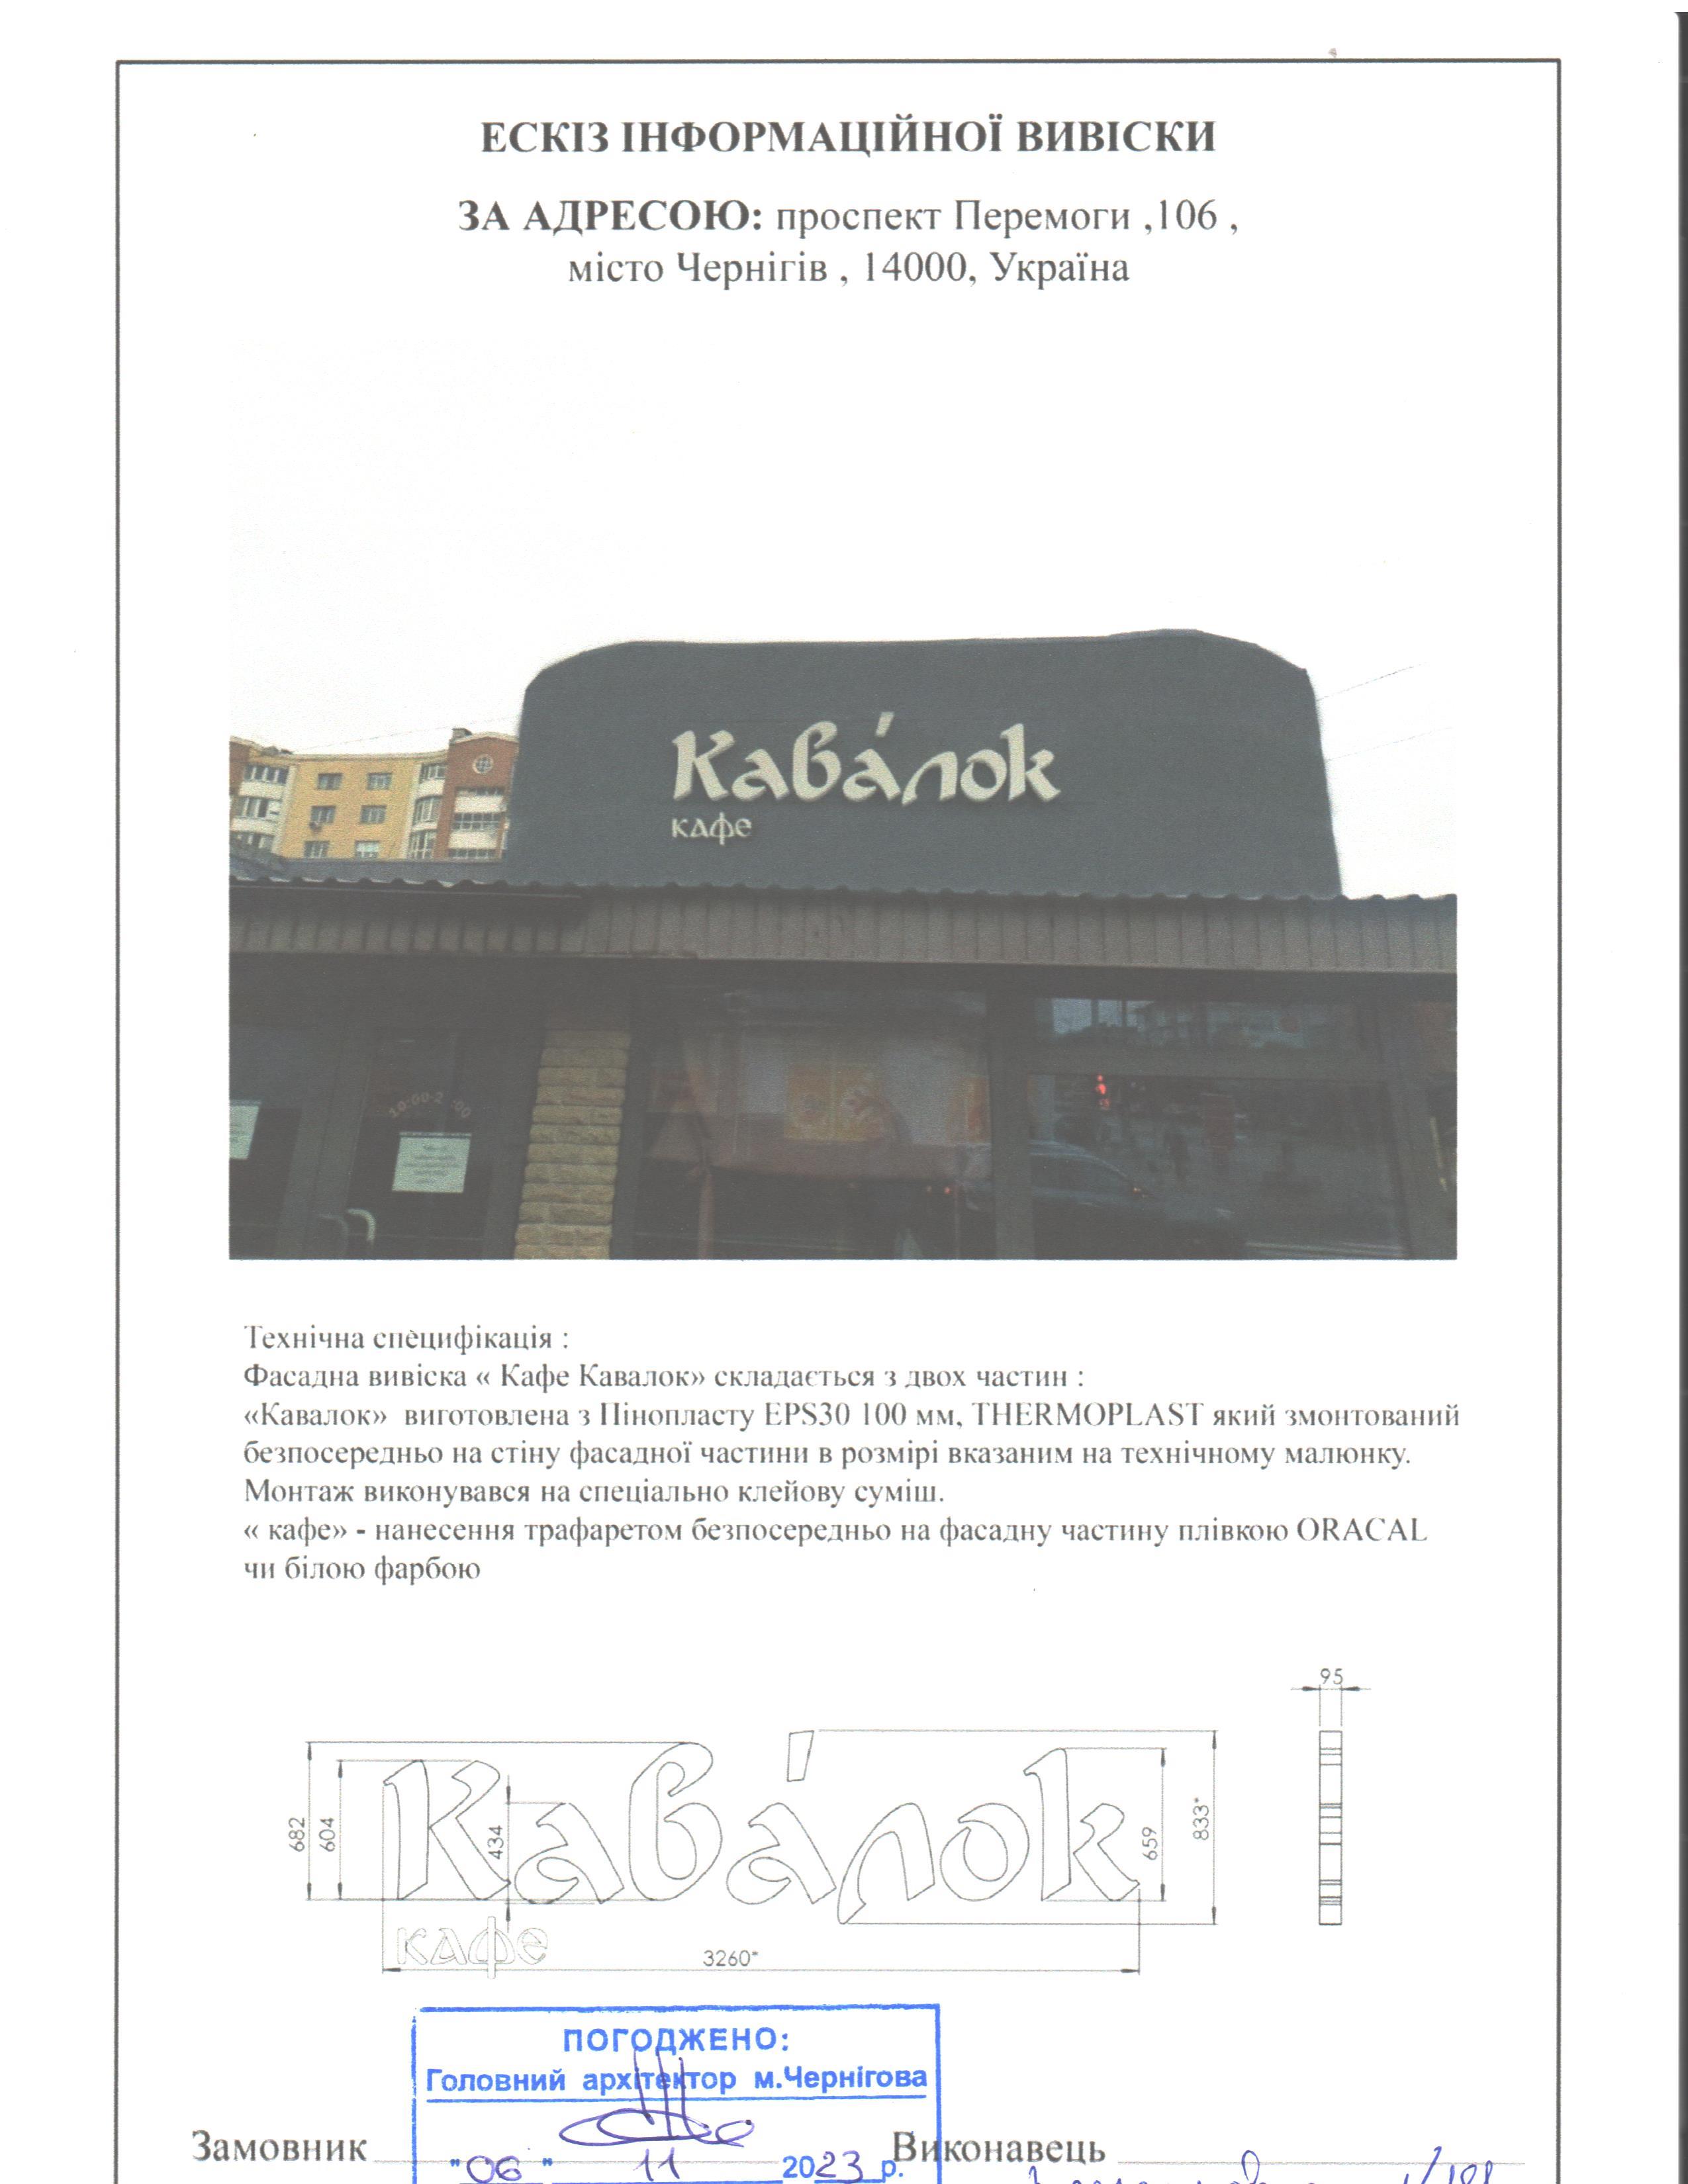 ЕСКІЗ ІНФОРМАЦІЙНОЇ ВИВІСКИ
ЗА АДРЕСОЮ: проспект Перемоги ,106 ,
місто Чернігів , 14000, Україна
Кава́лок
кафе
Технічна специфікація :
Фасадна вивіска « Кафе Кавалок» складається з двох частин :
«Кавалок» виготовлена з Пінопласту EPS30 100 мм, THERMOPLAST який змонтований
безпосередньо на стіну фасадної частини в розмірі вказаним на технічному малюнку.
Монтаж виконувався на спеціально клейову суміш.
« кафе» - нанесення трафаретом безпосередньо на фасадну частину плівкою ORACAL
чи білою фарбою
95
682
604
434
Кава́лок
659
833*
кафе
3260*
ПОГОДЖЕНО:
Головний архітектор м.Чернігова
Замовник
Виконавець
"06" 11 2023 р.